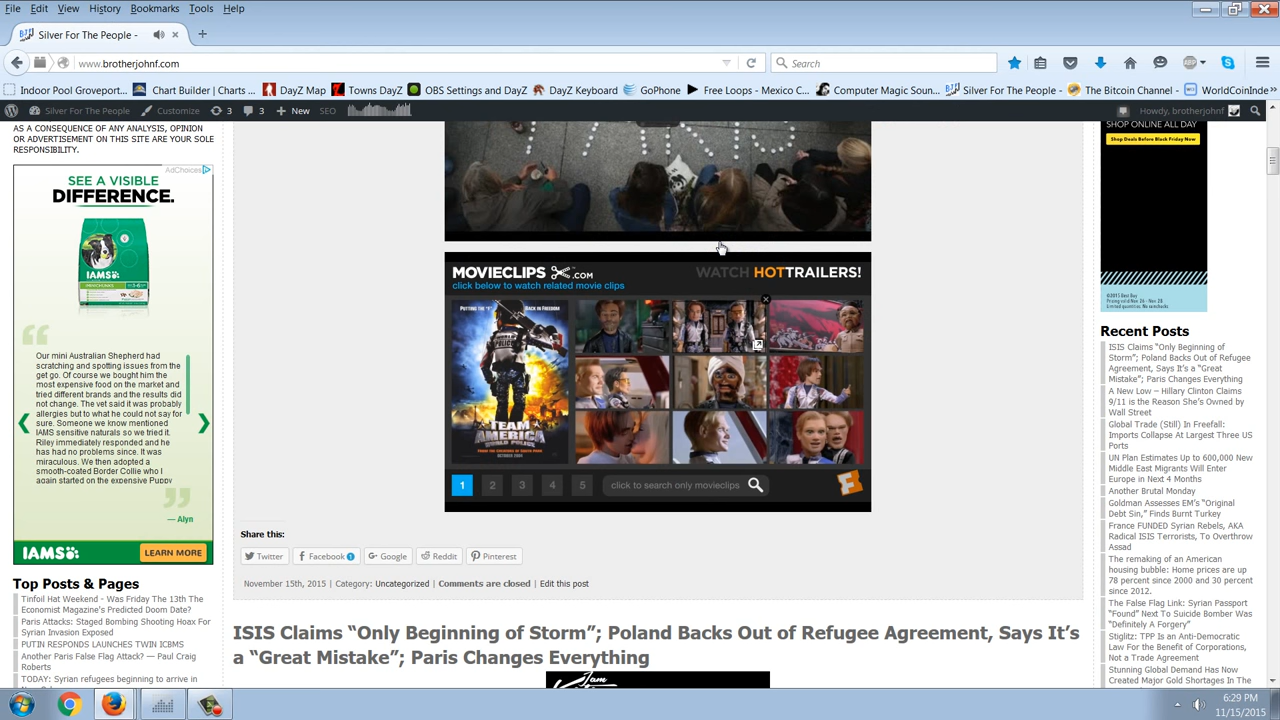 File Edit View History Bookmarks Tools Help
Silver For The People -
www.brotherjohnf.com
Search
Indoor Pool Groveport... Chart Builder | Charts ... DayZ Map Towns DayZ OBS Settings and DayZ DayZ Keyboard GoPhone Free Loops - Mexico C... Computer Magic Soun... Silver For The People -... The Bitcoin Channel -... WorldCoinInde
Silver For The People Customize 3 3 + New SEO Howdy, brotherjohnf
AS A CONSEQUENCE OF ANY ANALYSIS, OPINION
OR ADVERTISEMENT ON THIS SITE ARE YOUR SOLE
RESPONSIBILITY.
AdChoices
SEE A VISIBLE
DIFFERENCE.
IAMS
Our mini Australian Shepherd had
scratching and spotting issues from the
get go. Of course we bought him the
most expensive food on the market and
tried different brands and the results did
not change. The vet said it was probably
allergies but to what he could not say for
sure. Someone we know mentioned
IAMS sensitive naturals so we tried it.
Riley immediately responded and he
has had no problems since. It was
miraculous. We then adopted a
smooth-coated Border Collie who I
again started on the expensive Puppy
— Alyn
IAMS LEARN MORE
Top Posts & Pages
Tinfoil Hat Weekend - Was Friday The 13th The
Economist Magazine's Predicted Doom Date?
Paris Attacks: Staged Bombing Shooting Hoax For
Syrian Invasion Exposed
PUTIN RESPONDS LAUNCHES TWIN ICBMS
Another Paris False Flag Attack? — Paul Craig
Roberts
TODAY: Syrian refugees beginning to arrive in
MOVIECLIPS .COM WATCH HOTTRAILERS!
click below to watch related movie clips
PUTTING THE "F" BACK IN FREEDOM
TEAM
AMERICA
WORLD POLICE
OCTOBER 2004
1 2 3 4 5 click to search only movieclips
Share this:
Twitter Facebook 1 Google Reddit Pinterest
November 15th, 2015 | Category: Uncategorized | Comments are closed | Edit this post
ISIS Claims “Only Beginning of Storm”; Poland Backs Out of Refugee Agreement, Says It’s
a “Great Mistake”; Paris Changes Everything
SHOP ONLINE ALL DAY
Shop Deals Before Black Friday Now
Recent Posts
ISIS Claims “Only Beginning of
Storm”; Poland Backs Out of Refugee
Agreement, Says It’s a “Great
Mistake”; Paris Changes Everything
A New Low – Hillary Clinton Claims
9/11 is the Reason She’s Owned by
Wall Street
Global Trade (Still) In Freefall:
Imports Collapse At Largest Three US
Ports
UN Plan Estimates Up to 600,000 New
Middle East Migrants Will Enter
Europe in Next 4 Months
Another Brutal Monday
Goldman Assesses EM’s “Original
Debt Sin,” Finds Burnt Turkey
France FUNDED Syrian Rebels, AKA
Radical ISIS Terrorists, To Overthrow
Assad
The remaking of an American
housing bubble: Home prices are up
78 percent since 2000 and 30 percent
since 2012.
The False Flag Link: Syrian Passport
“Found” Next To Suicide Bomber Was
“Definitely A Forgery”
Stiglitz: TPP Is an Anti-Democratic
Law For the Benefit of Corporations,
Not a Trade Agreement
Stunning Global Demand Has Now
Created Major Gold Shortages In The
6:29 PM
11/15/2015